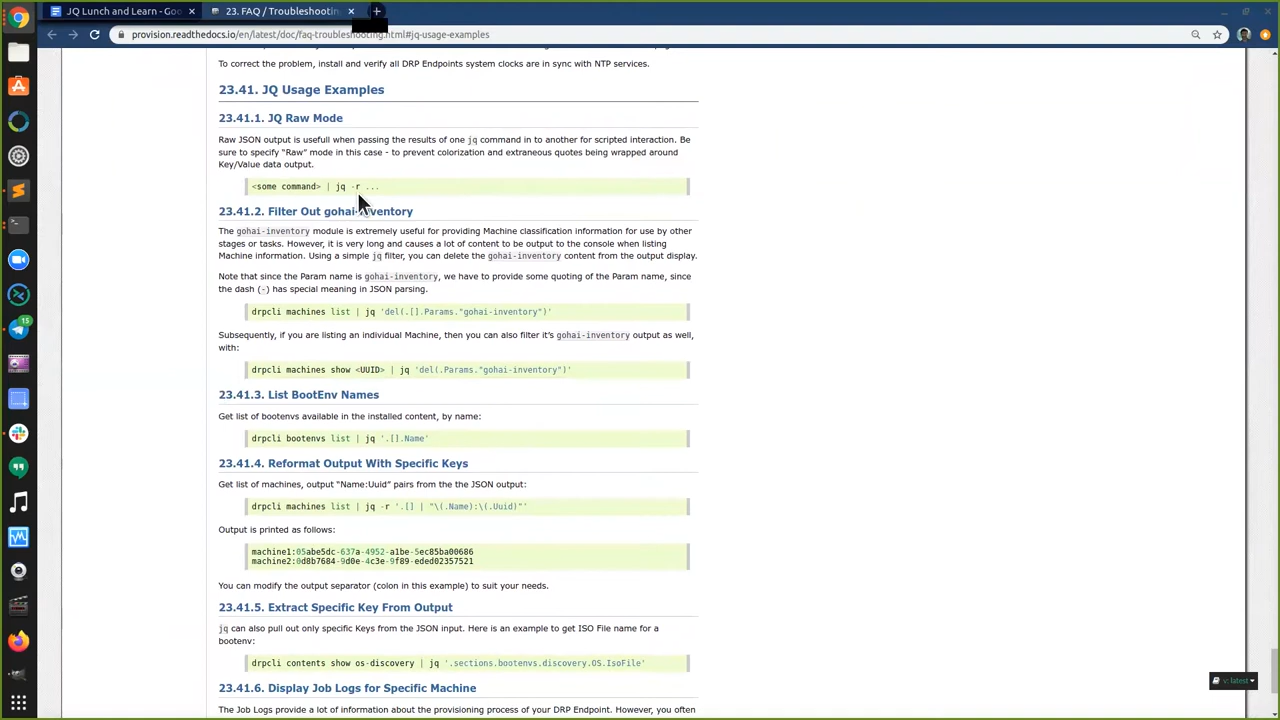 JQ Lunch and Learn - Goo
23. FAQ / Troubleshootin
provision.readthedocs.io/en/latest/doc/faq-troubleshooting.html#jq-usage-examples
To correct the problem, install and verify all DRP Endpoints system clocks are in sync with NTP services.
23.41. JQ Usage Examples
23.41.1. JQ Raw Mode
Raw JSON output is usefull when passing the results of one jq command in to another for scripted interaction. Be
sure to specify “Raw” mode in this case - to prevent colorization and extraneous quotes being wrapped around
Key/Value data output.
<some command> | jq -r ...
23.41.2. Filter Out gohai-inventory
The gohai-inventory module is extremely useful for providing Machine classification information for use by other
stages or tasks. However, it is very long and causes a lot of content to be output to the console when listing
Machine information. Using a simple jq filter, you can delete the gohai-inventory content from the output display.
Note that since the Param name is gohai-inventory, we have to provide some quoting of the Param name, since
the dash (-) has special meaning in JSON parsing.
drpcli machines list | jq 'del(.[].Params."gohai-inventory")'
Subsequently, if you are listing an individual Machine, then you can also filter it’s gohai-inventory output as well,
with:
drpcli machines show <UUID> | jq 'del(.Params."gohai-inventory")'
23.41.3. List BootEnv Names
Get list of bootenvs available in the installed content, by name:
drpcli bootenvs list | jq '.[].Name'
23.41.4. Reformat Output With Specific Keys
Get list of machines, output “Name:Uuid” pairs from the the JSON output:
drpcli machines list | jq -r '.[] | "\(.Name):\(.Uuid)"'
Output is printed as follows:
machine1:05abe5dc-637a-4952-a1be-5ec85ba00686
machine2:0d8b7684-9d0e-4c3e-9f89-eded02357521
You can modify the output separator (colon in this example) to suit your needs.
23.41.5. Extract Specific Key From Output
jq can also pull out only specific Keys from the JSON input. Here is an example to get ISO File name for a
bootenv:
drpcli contents show os-discovery | jq '.sections.bootenvs.discovery.OS.IsoFile'
23.41.6. Display Job Logs for Specific Machine
The Job Logs provide a lot of information about the provisioning process of your DRP Endpoint. However, you often
v: latest
15